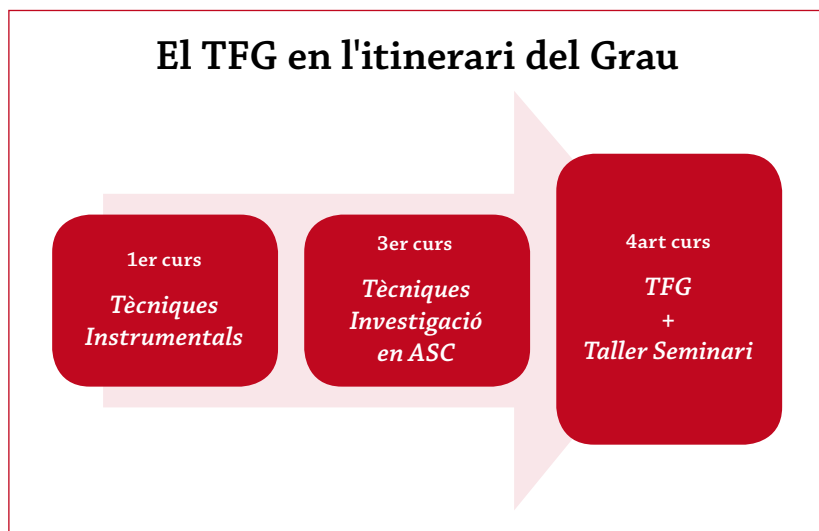 El TFG en l'itinerari del Grau
1er curs
Tècniques
Instrumentals
3er curs
Tècniques
Investigació
en ASC
4art curs
TFG
+
Taller Seminari